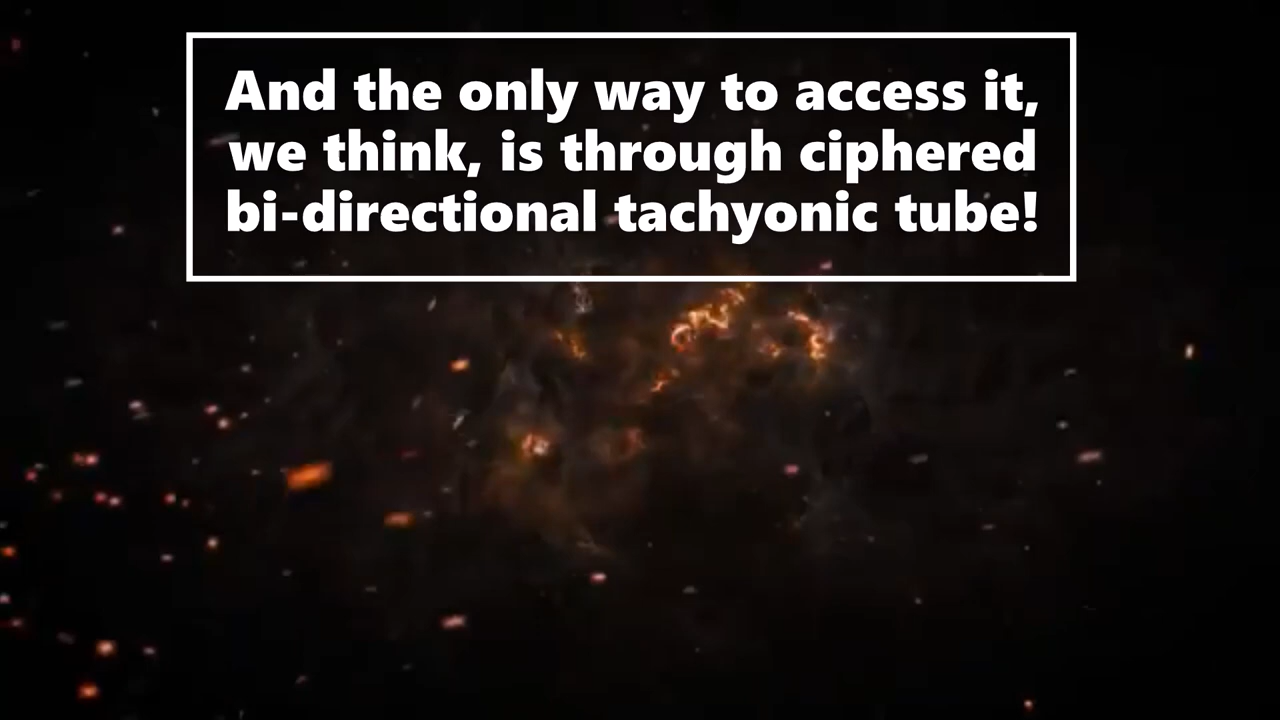 And the only way to access it,
we think, is through ciphered
bi-directional tachyonic tube!